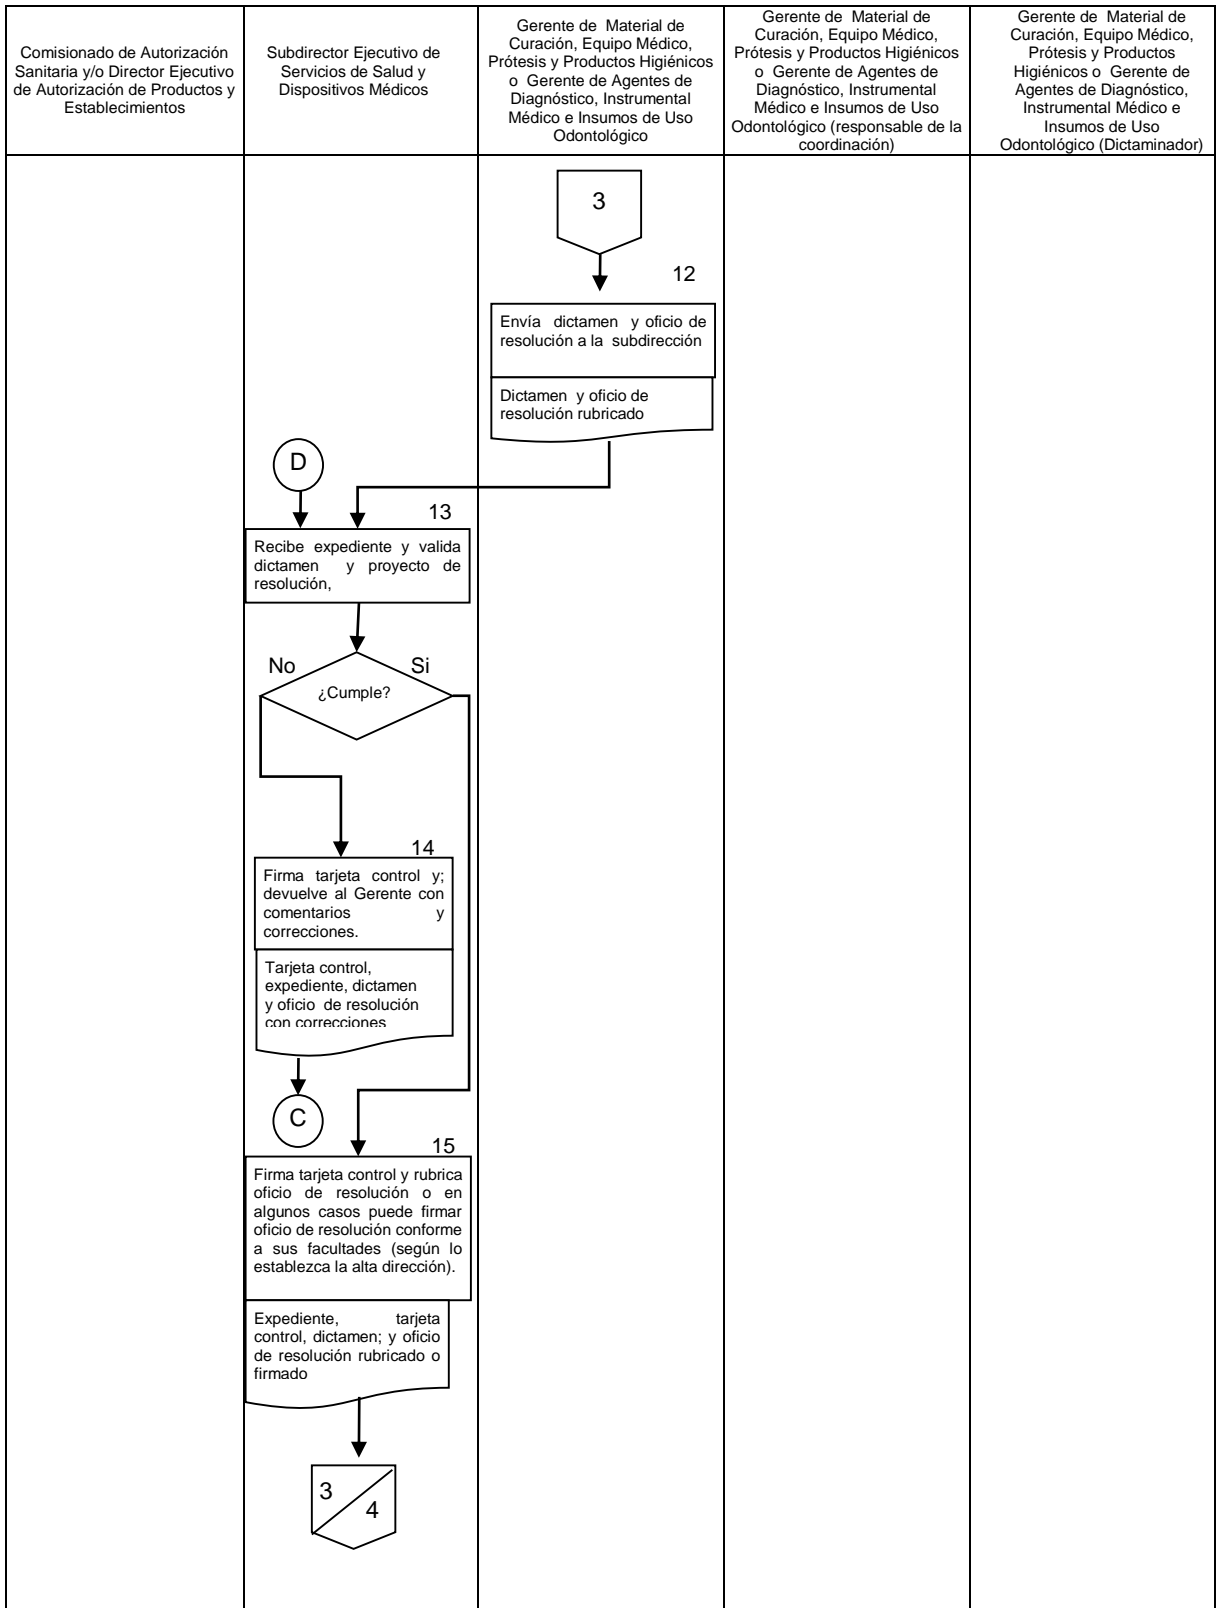 Comisionado de Autorización
Sanitaria y/o Director Ejecutivo
de Autorización de Productos y
Establecimientos
Subdirector Ejecutivo de
Servicios de Salud y
Dispositivos Médicos
Gerente de Material de
Curación, Equipo Médico,
Prótesis y Productos Higiénicos
o Gerente de Agentes de
Diagnóstico, Instrumental
Médico e Insumos de Uso
Odontológico
Gerente de Material de
Curación, Equipo Médico,
Prótesis y Productos Higiénicos
o Gerente de Agentes de
Diagnóstico, Instrumental
Médico e Insumos de Uso
Odontológico (responsable de la
coordinación)
Gerente de Material de
Curación, Equipo Médico,
Prótesis y Productos
Higiénicos o Gerente de
Agentes de Diagnóstico,
Instrumental Médico e
Insumos de Uso
Odontológico (Dictaminador)
3
12
Envía dictamen y oficio de
resolución a la subdirección
Dictamen y oficio de
resolución rubricado
D
13
Recibe expediente y valida
dictamen y proyecto de
resolución,
No
Si
¿Cumple?
14
Firma tarjeta control y;
devuelve al Gerente con
comentarios y
correcciones.
Tarjeta control,
expediente, dictamen
y oficio de resolución
con correcciones
C
15
Firma tarjeta control y rubrica
oficio de resolución o en
algunos casos puede firmar
oficio de resolución conforme
a sus facultades (según lo
establezca la alta dirección).
Expediente, tarjeta
control, dictamen; y oficio
de resolución rubricado o
firmado
3
4